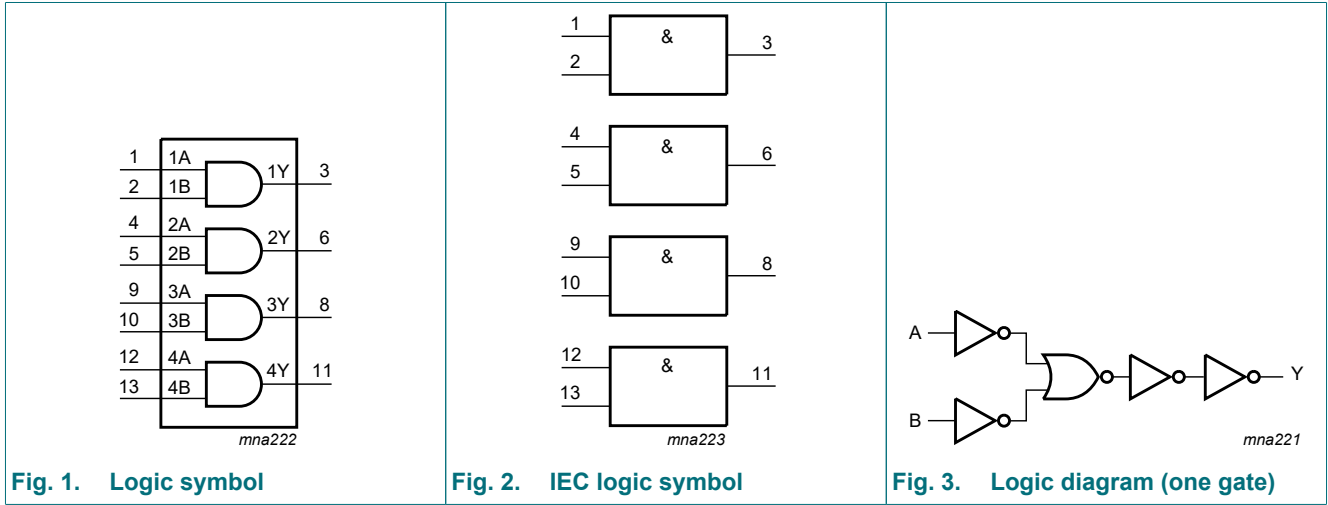 1 1A 1Y 3
2 1B
4 2A 2Y 6
5 2B
9 3A 3Y 8
10 3B
12 4A 4Y 11
13 4B
mna222
Fig. 1. Logic symbol
1 & 3
2
4 & 6
5
9 & 8
10
12 & 11
13
mna223
Fig. 2. IEC logic symbol
A
Y
B
mna221
Fig. 3. Logic diagram (one gate)